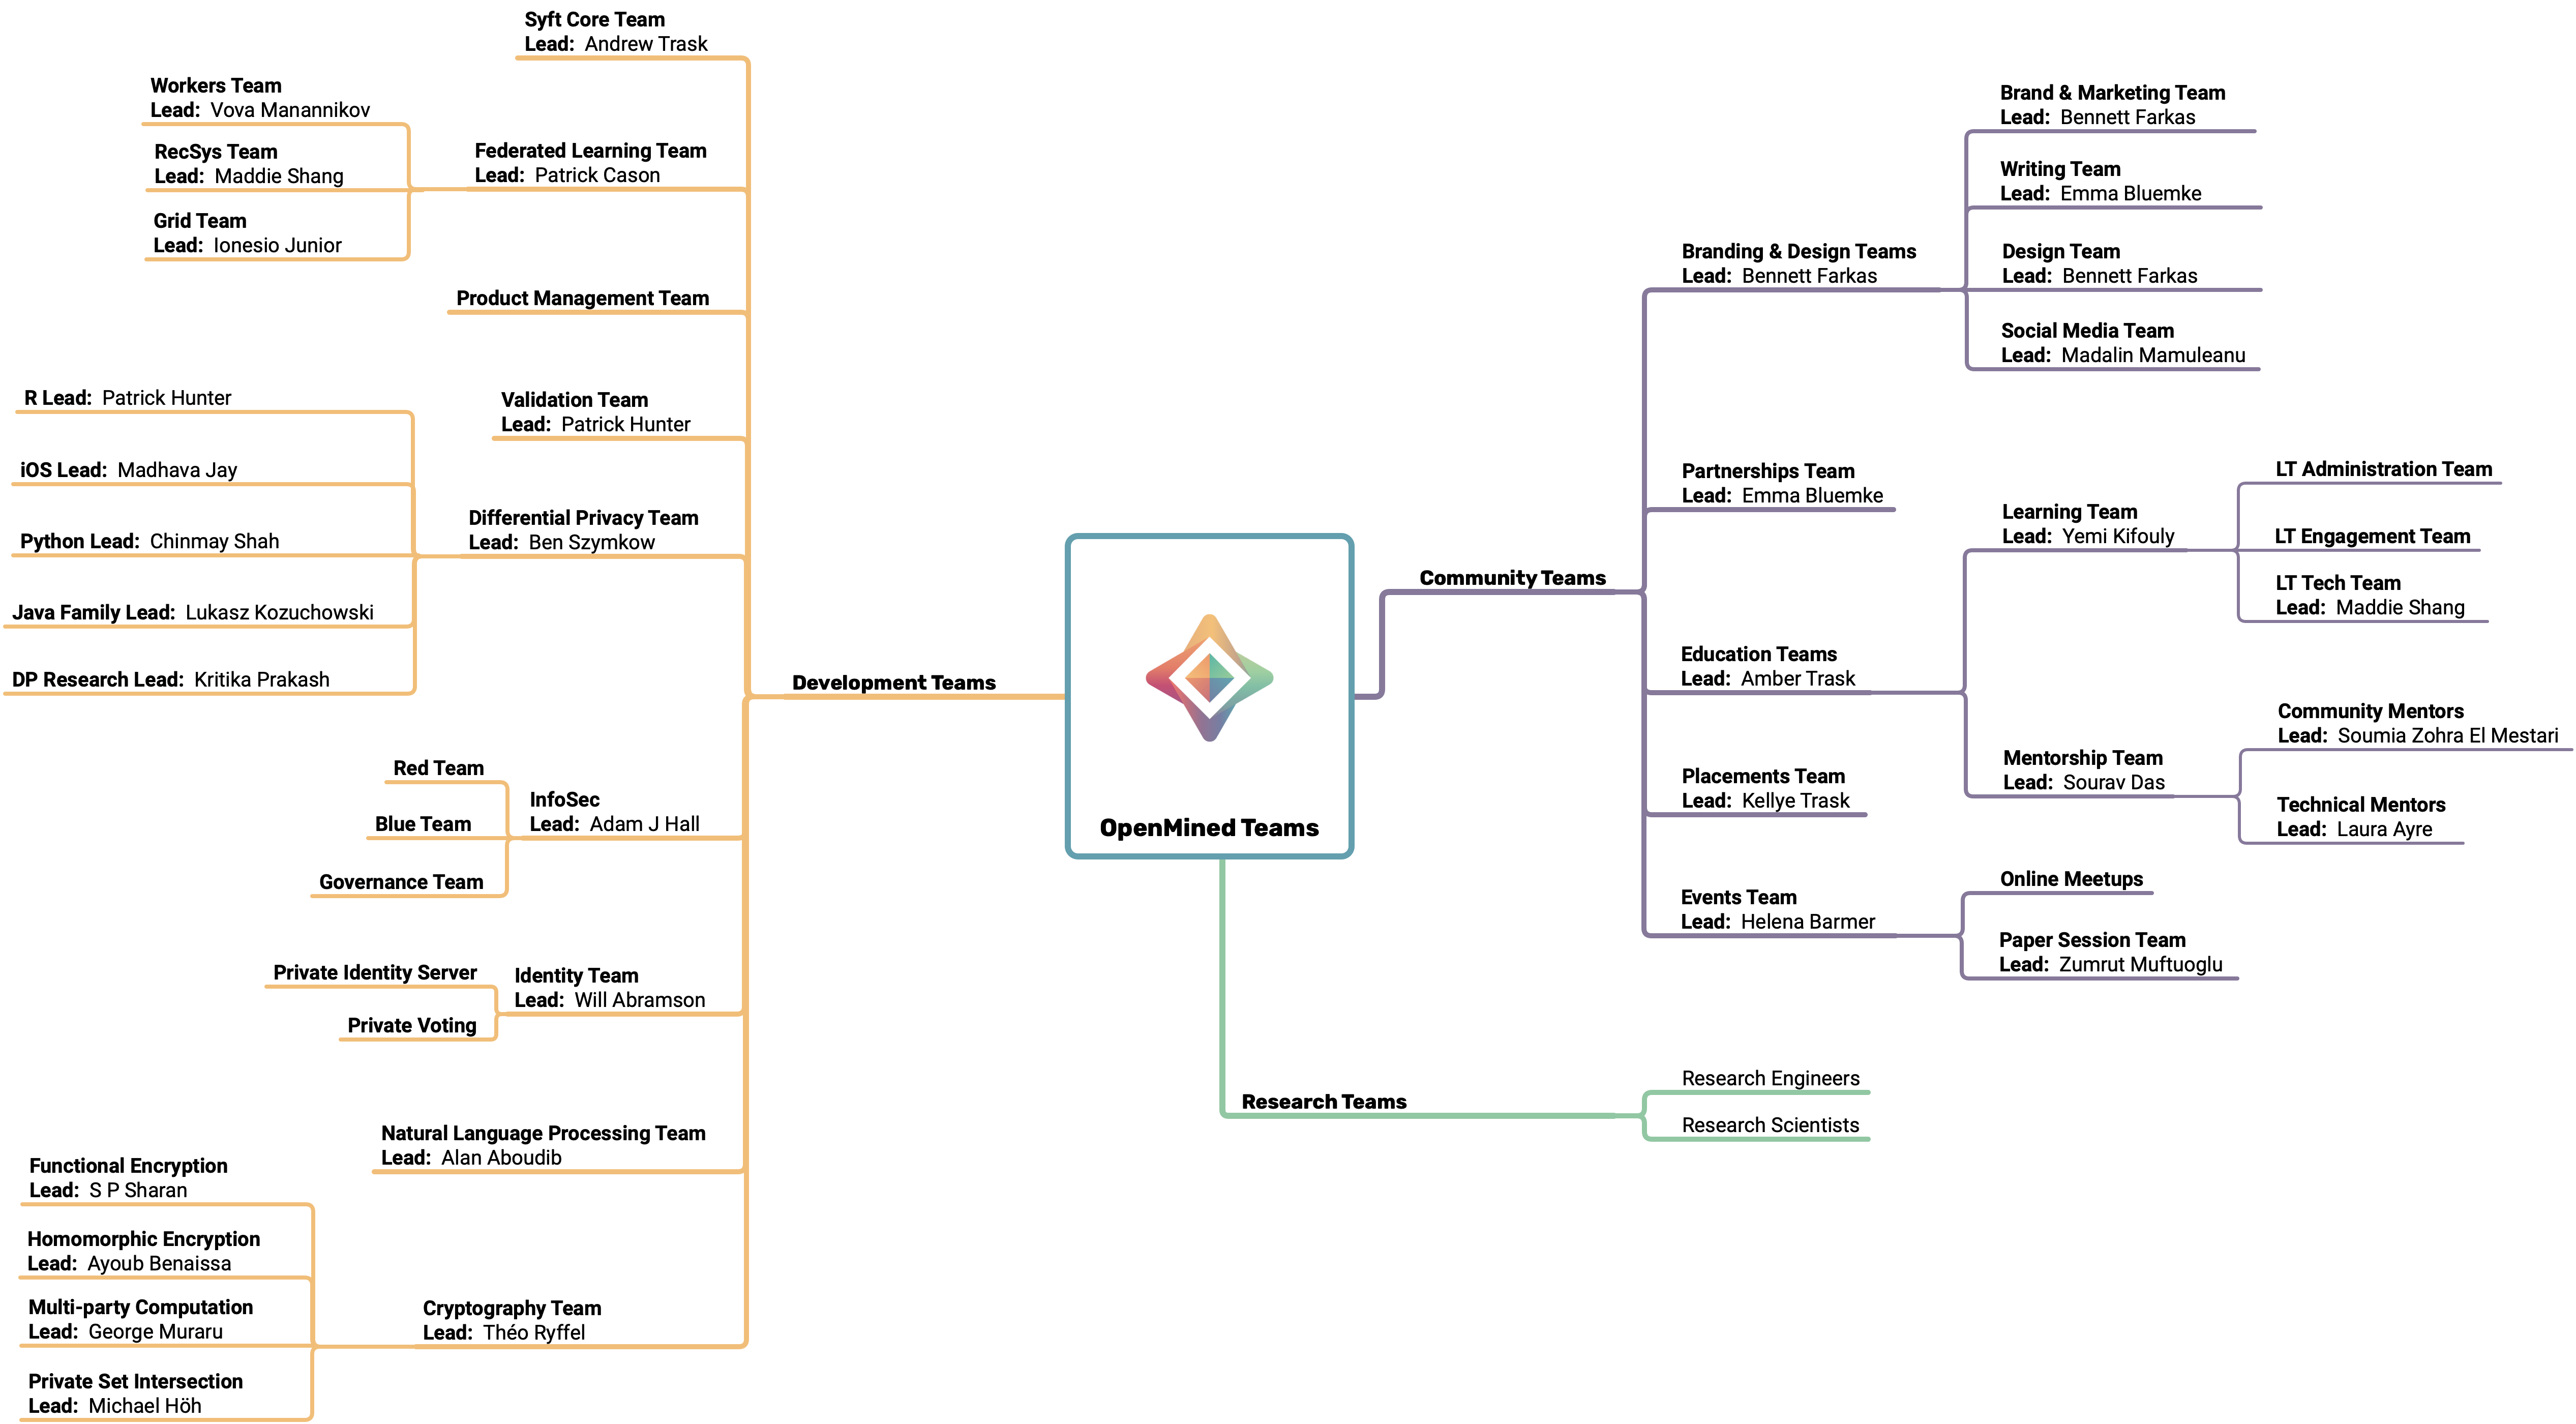 Syft Core Team
Lead: Andrew Trask
Workers Team
Lead: Vova Manannikov
RecSys Team
Lead: Maddie Shang
Grid Team
Lead: Ionesio Junior
Federated Learning Team
Lead: Patrick Cason
Product Management Team
Validation Team
Lead: Patrick Hunter
R Lead: Patrick Hunter
iOS Lead: Madhava Jay
Python Lead: Chinmay Shah
Java Family Lead: Lukasz Kozuchowski
DP Research Lead: Kritika Prakash
Differential Privacy Team
Lead: Ben Szymkow
Development Teams
Red Team
Blue Team
Governance Team
InfoSec
Lead: Adam J Hall
Private Identity Server
Private Voting
Identity Team
Lead: Will Abramson
Natural Language Processing Team
Lead: Alan Aboudib
Functional Encryption
Lead: S P Sharan
Homomorphic Encryption
Lead: Ayoub Benaissa
Multi-party Computation
Lead: George Muraru
Private Set Intersection
Lead: Michael Höh
Cryptography Team
Lead: Théo Ryffel
OpenMined Teams
Community Teams
Branding & Design Teams
Lead: Bennett Farkas
Brand & Marketing Team
Lead: Bennett Farkas
Writing Team
Lead: Emma Bluemke
Design Team
Lead: Bennett Farkas
Social Media Team
Lead: Madalin Mamuleanu
Partnerships Team
Lead: Emma Bluemke
Education Teams
Lead: Amber Trask
Learning Team
Lead: Yemi Kifouly
LT Administration Team
LT Engagement Team
LT Tech Team
Lead: Maddie Shang
Mentorship Team
Lead: Sourav Das
Community Mentors
Lead: Soumia Zohra El Mestari
Technical Mentors
Lead: Laura Ayre
Placements Team
Lead: Kellye Trask
Events Team
Lead: Helena Barmer
Online Meetups
Paper Session Team
Lead: Zumrut Muftuoglu
Research Teams
Research Engineers
Research Scientists